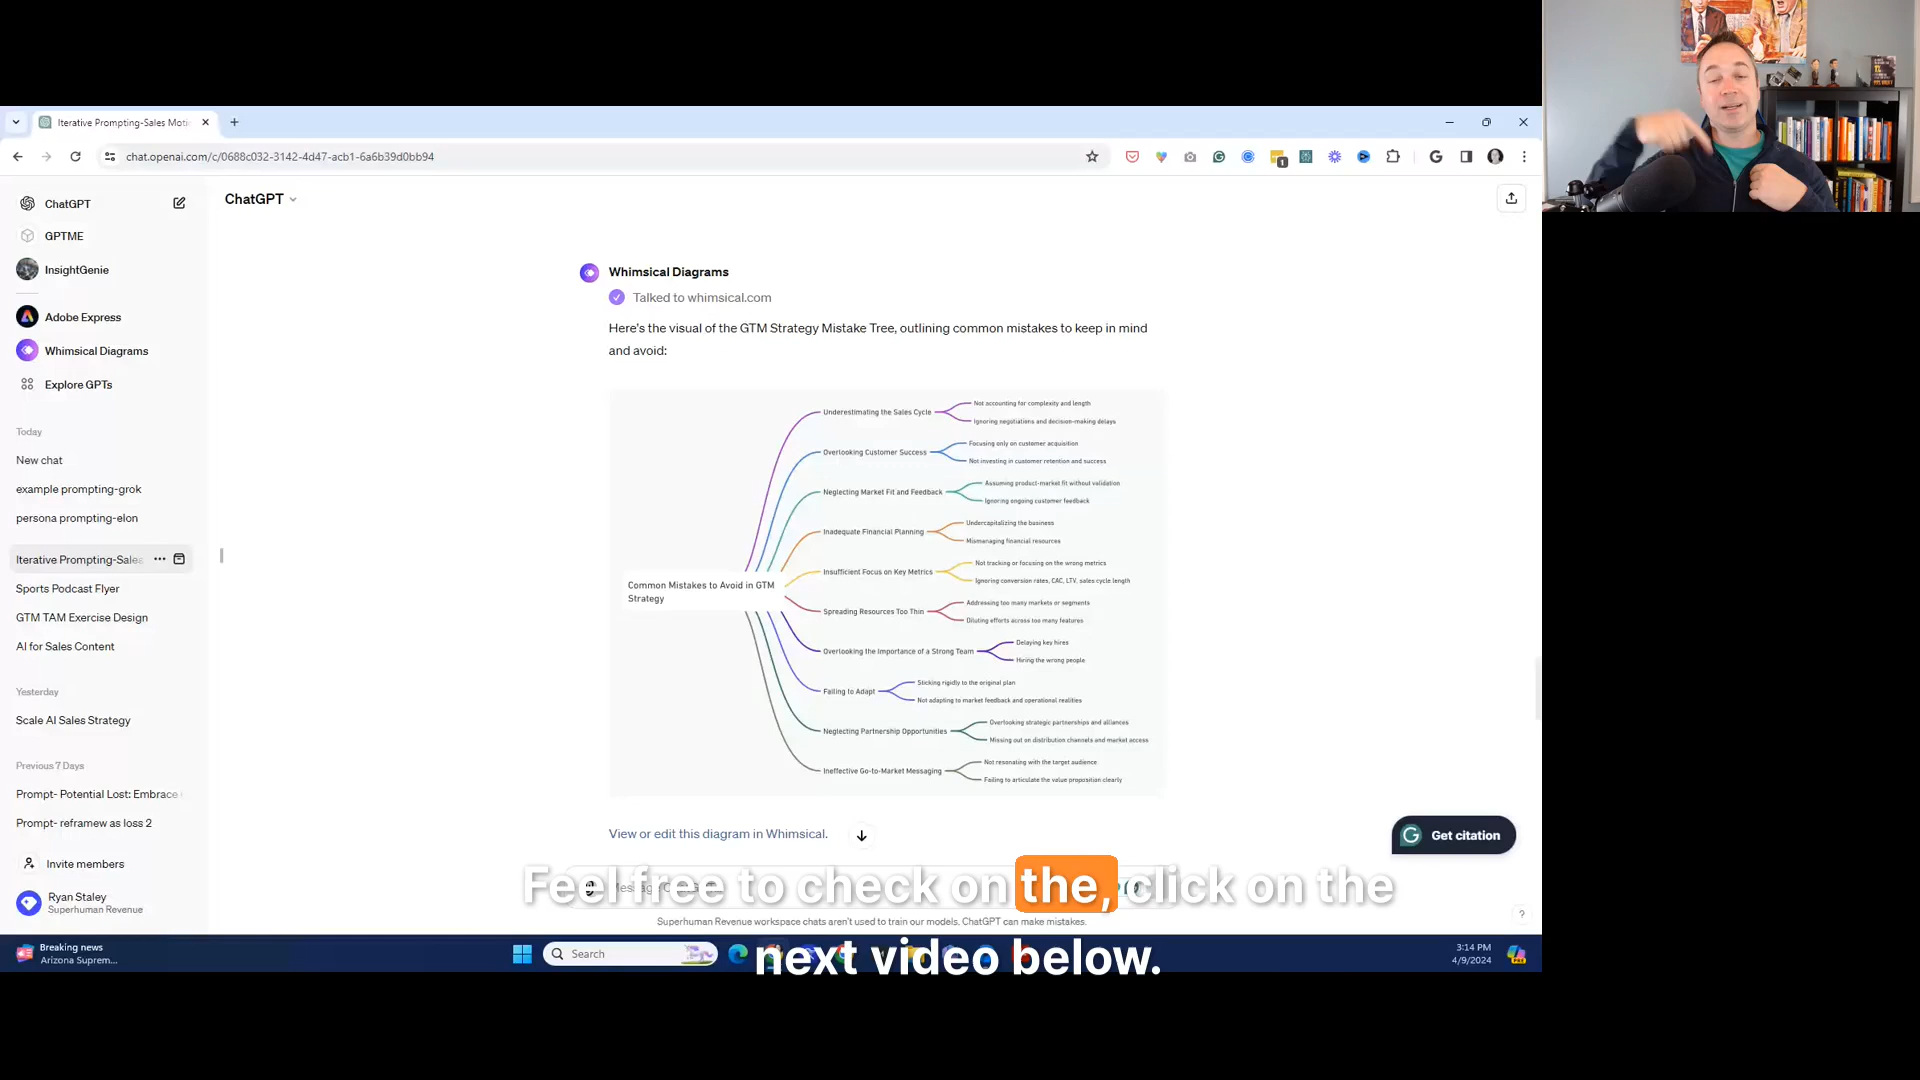 Iterative Prompting-Sales Moti
chat.openai.com/c/0688c032-3142-4d47-acb1-6a6b39d0bb94
1
ChatGPT
GPTME
InsightGenie
Adobe Express
Whimsical Diagrams
Explore GPTs
Today
New chat
example prompting-grok
persona prompting-elon
Iterative Prompting-Sales
Sports Podcast Flyer
GTM TAM Exercise Design
AI for Sales Content
Yesterday
Scale AI Sales Strategy
Previous 7 Days
Prompt- Potential Lost: Embrace
Prompt- reframew as loss 2
Invite members
Ryan Staley
Superhuman Revenue
ChatGPT
Whimsical Diagrams
Talked to whimsical.com
Here's the visual of the GTM Strategy Mistake Tree, outlining common mistakes to keep in mind
and avoid:
Common Mistakes to Avoid in GTM
Strategy
Underestimating the Sales Cycle
Not accounting for complexity and length
Ignoring negotiations and decision-making delays
Overlooking Customer Success
Focusing only on customer acquisition
Not investing in customer retention and success
Neglecting Market Fit and Feedback
Assuming product-market fit without validation
Ignoring ongoing customer feedback
Inadequate Financial Planning
Undercapitalizing the business
Mismanaging financial resources
Insufficient Focus on Key Metrics
Not tracking or focusing on the wrong metrics
Ignoring conversion rates, CAC, LTV, sales cycle length
Spreading Resources Too Thin
Addressing too many markets or segments
Diluting efforts across too many features
Overlooking the Importance of a Strong Team
Delaying key hires
Hiring the wrong people
Failing to Adapt
Sticking rigidly to the original plan
Not adapting to market feedback and operational realities
Neglecting Partnership Opportunities
Overlooking strategic partnerships and alliances
Missing out on distribution channels and market access
Ineffective Go-to-Market Messaging
Not resonating with the target audience
Failing to articulate the value proposition clearly
View or edit this diagram in Whimsical.
Get citation
Feel free to check on the, click on the
next video below.
Superhuman Revenue workspace chats aren't used to train our models. ChatGPT can make mistakes.
?
Breaking news
Arizona Suprem...
Search
3:14 PM
4/9/2024